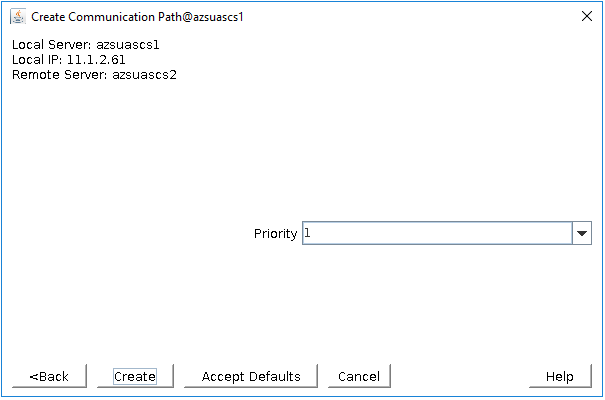 Create Communication Path@azsuascs1
Local Server: azsuascs1
Local IP: 11.1.2.61
Remote Server: azsuascs2
Priority 1
<Back Create Accept Defaults Cancel Help